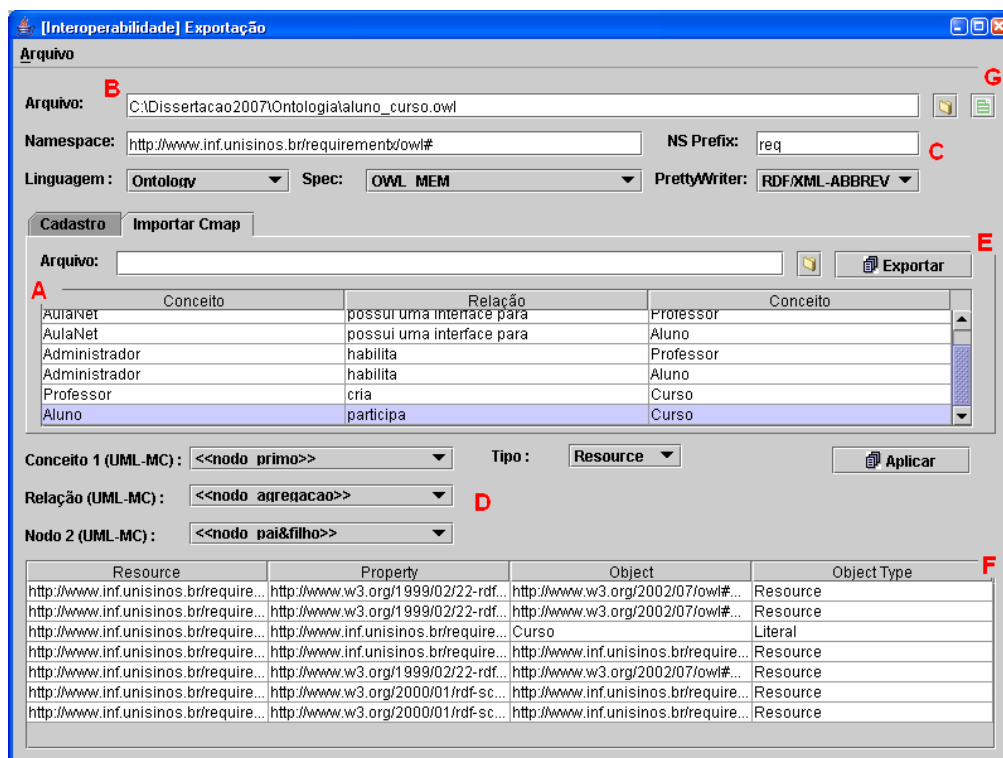 [Interoperabilidade] Exportação
Arquivo
G
B
Arquivo: C:\Dissertacao2007\Ontologia\aluno_curso.owl
Namespace: http://www.inf.unisinos.br/requirementx/owl# NS Prefix: req
C
Linguagem : Ontology Spec: OWL_MEM PrettyWriter: RDF/XML-ABBREV
Cadastro Importar Cmap
E
Arquivo: Exportar
A
Conceito Relação Conceito
AulaNet possui uma interface para Professor
AulaNet possui uma interface para Aluno
Administrador habilita Professor
Administrador habilita Aluno
Professor cria Curso
Aluno participa Curso
Conceito 1 (UML-MC) : <<nodo_primo>> Tipo : Resource Aplicar
Relação (UML-MC) : <<nodo_agregacao>>
D
Nodo 2 (UML-MC) : <<nodo_pai&filho>>
F
Resource Property Object Object Type
http://www.inf.unisinos.br/require... http://www.w3.org/1999/02/22-rdf... http://www.w3.org/2002/07/owl#... Resource
http://www.inf.unisinos.br/require... http://www.w3.org/1999/02/22-rdf... http://www.w3.org/2002/07/owl#... Resource
http://www.inf.unisinos.br/require... http://www.inf.unisinos.br/require... Curso Literal
http://www.inf.unisinos.br/require... http://www.inf.unisinos.br/require... http://www.inf.unisinos.br/require... Resource
http://www.inf.unisinos.br/require... http://www.w3.org/1999/02/22-rdf... http://www.w3.org/2002/07/owl#... Resource
http://www.inf.unisinos.br/require... http://www.w3.org/2000/01/rdf-sc... http://www.inf.unisinos.br/require... Resource
http://www.inf.unisinos.br/require... http://www.w3.org/2000/01/rdf-sc... http://www.inf.unisinos.br/require... Resource